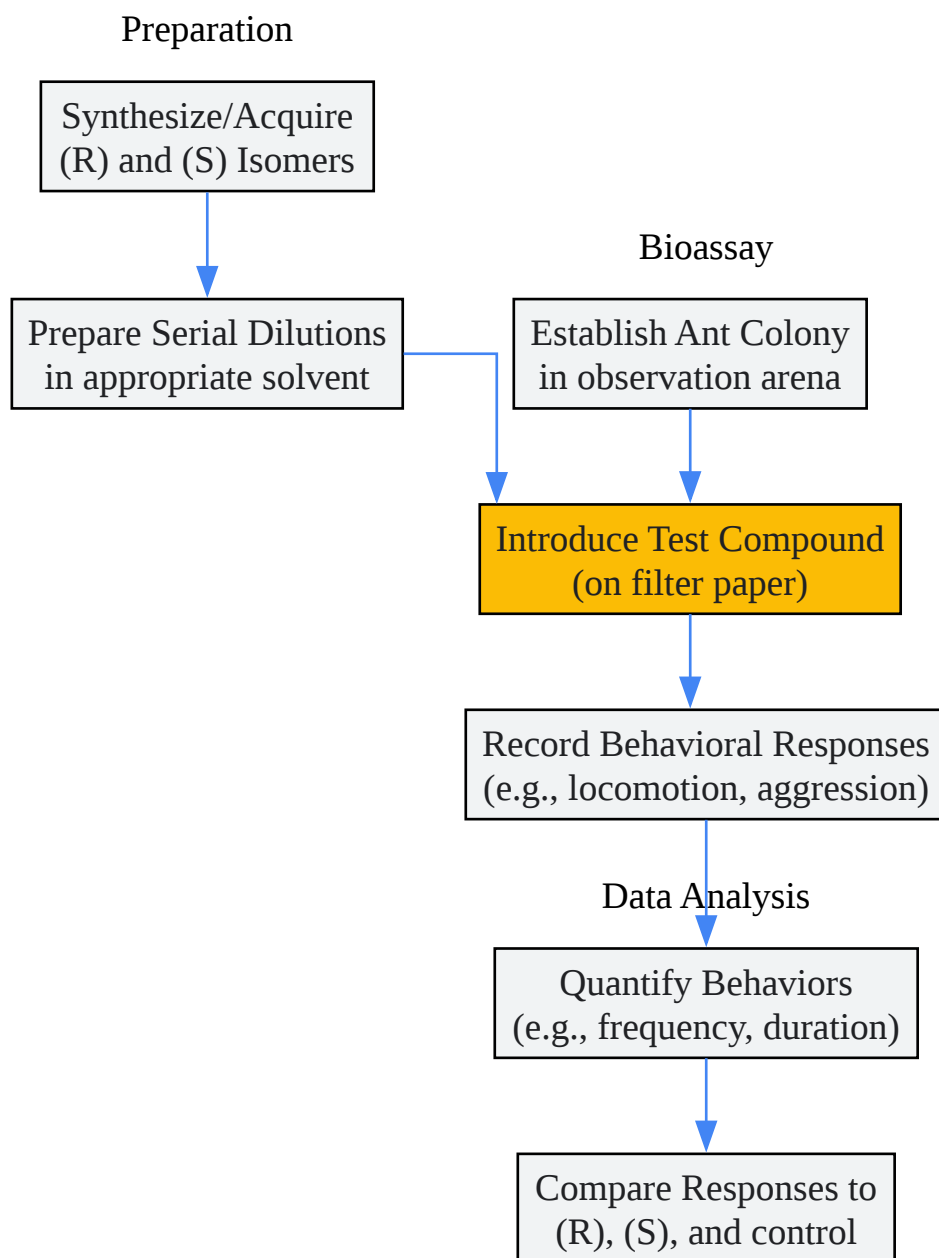 Preparation
Synthesize/Acquire
(R) and (S) Isomers
Prepare Serial Dilutions
in appropriate solvent
Bioassay
Establish Ant Colony
in observation arena
Introduce Test Compound
(on filter paper)
Record Behavioral Responses
(e.g., locomotion, aggression)
Data Analysis
Quantify Behaviors
(e.g., frequency, duration)
Compare Responses to
(R), (S), and control